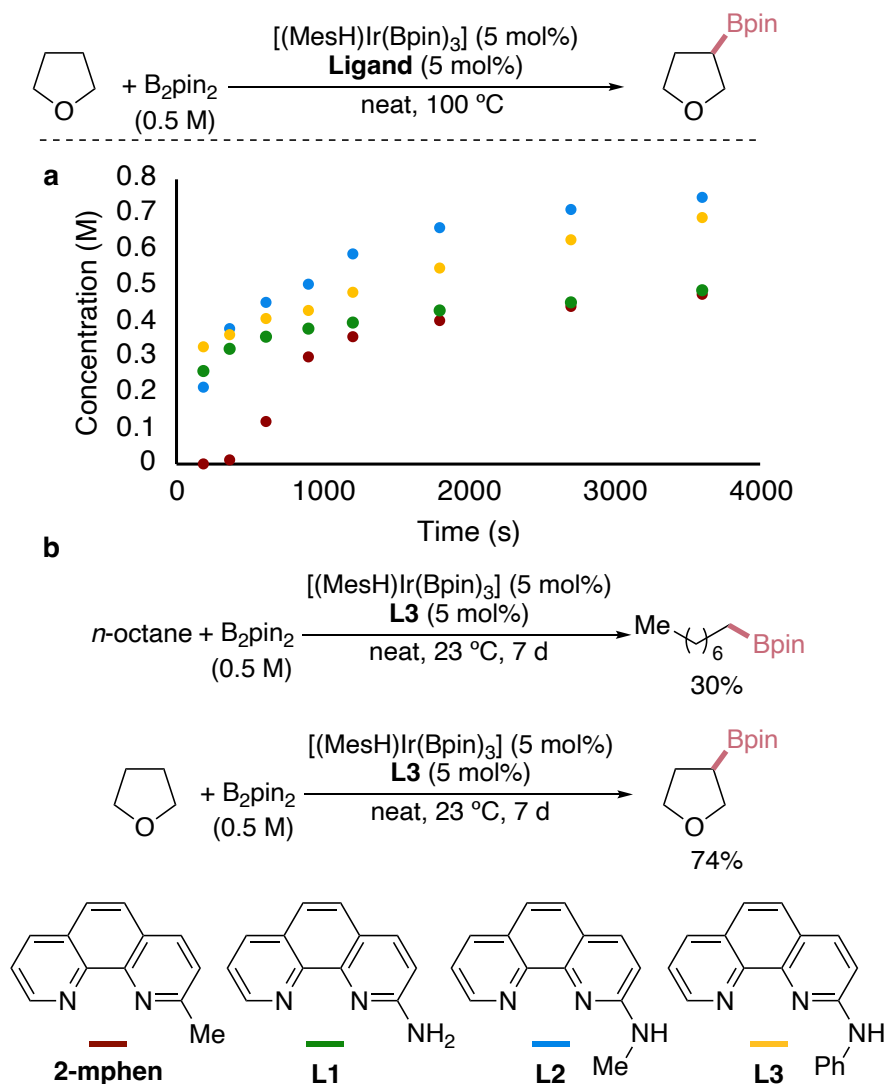 [(MesH)Ir(Bpin)₃] (5 mol%)
Ligand (5 mol%)
O
+ B₂pin₂
(0.5 M)
neat, 100 ºC
Bpin
O
a
Concentration (M)
0.8
0.7
0.6
0.5
0.4
0.3
0.2
0.1
0
0 1000 2000 3000 4000
Time (s)
b
[(MesH)Ir(Bpin)₃] (5 mol%)
L3 (5 mol%)
n-octane + B₂pin₂
(0.5 M)
neat, 23 ºC, 7 d
Me
6
Bpin
30%
[(MesH)Ir(Bpin)₃] (5 mol%)
L3 (5 mol%)
O
+ B₂pin₂
(0.5 M)
neat, 23 ºC, 7 d
Bpin
O
74%
N N Me
2-mphen
N N NH₂
L1
N N NH Me
L2
N N NH Ph
L3